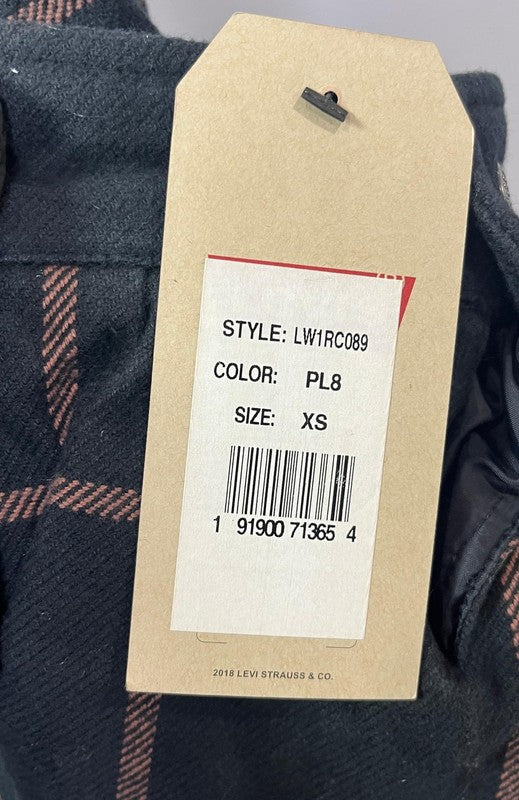 STYLE: LW1RC089
COLOR: PL8
SIZE: XS
1 91900 71365 4
2018 LEVI STRAUSS & CO.